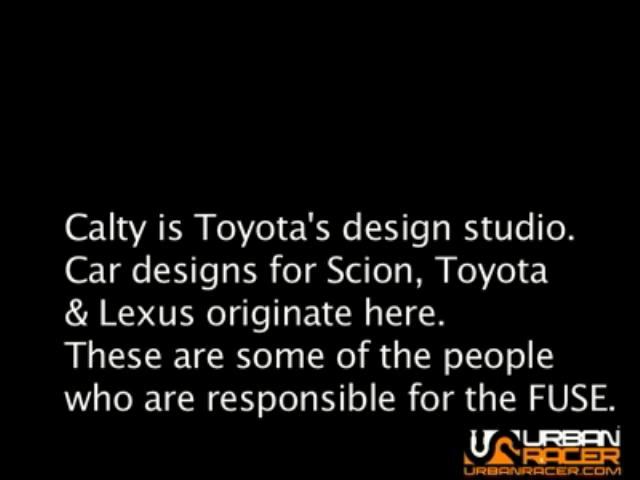 Calty is Toyota's design studio.
Car designs for Scion, Toyota
& Lexus originate here.
These are some of the people
who are responsible for the FUSE.
URBAN
RACER
URBANRACER.COM